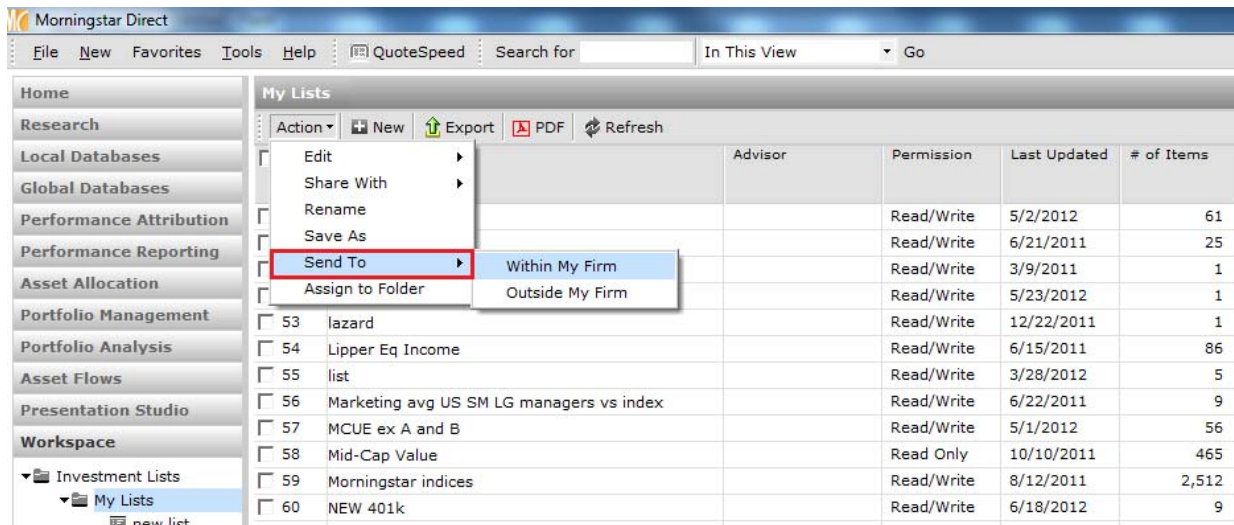 Morningstar Direct
File New Favorites Tools Help QuoteSpeed Search for In This View Go
Home
My Lists
Research
Action New Export PDF Refresh
Local Databases
Edit
Advisor Permission Last Updated # of Items
Global Databases
Share With
Performance Attribution
Rename
Read/Write 5/2/2012 61
Save As
Performance Reporting
Read/Write 6/21/2011 25
Send To Within My Firm
Read/Write 3/9/2011 1
Asset Allocation
Assign to Folder Outside My Firm
Read/Write 5/23/2012 1
Portfolio Management
53 lazard Read/Write 12/22/2011 1
Portfolio Analysis
54 Lipper Eq Income Read/Write 6/15/2011 86
Asset Flows
55 list Read/Write 3/28/2012 5
Presentation Studio
56 Marketing avg US SM LG managers vs index Read/Write 6/22/2011 9
Workspace
57 MCUE ex A and B Read/Write 5/1/2012 56
58 Mid-Cap Value Read Only 10/10/2011 465
Investment Lists
59 Morningstar indices Read/Write 8/12/2011 2,512
My Lists
60 NEW 401k Read/Write 6/18/2012 9
new list